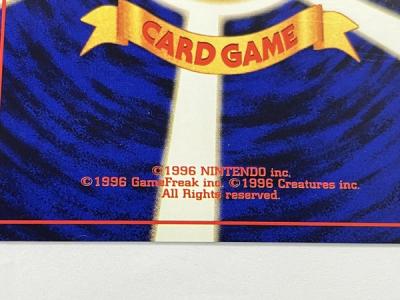 CARD GAME
©1996 NINTENDO inc.
©1996 GameFreak inc. ©1996 Creatures inc.
All Rights reserved.